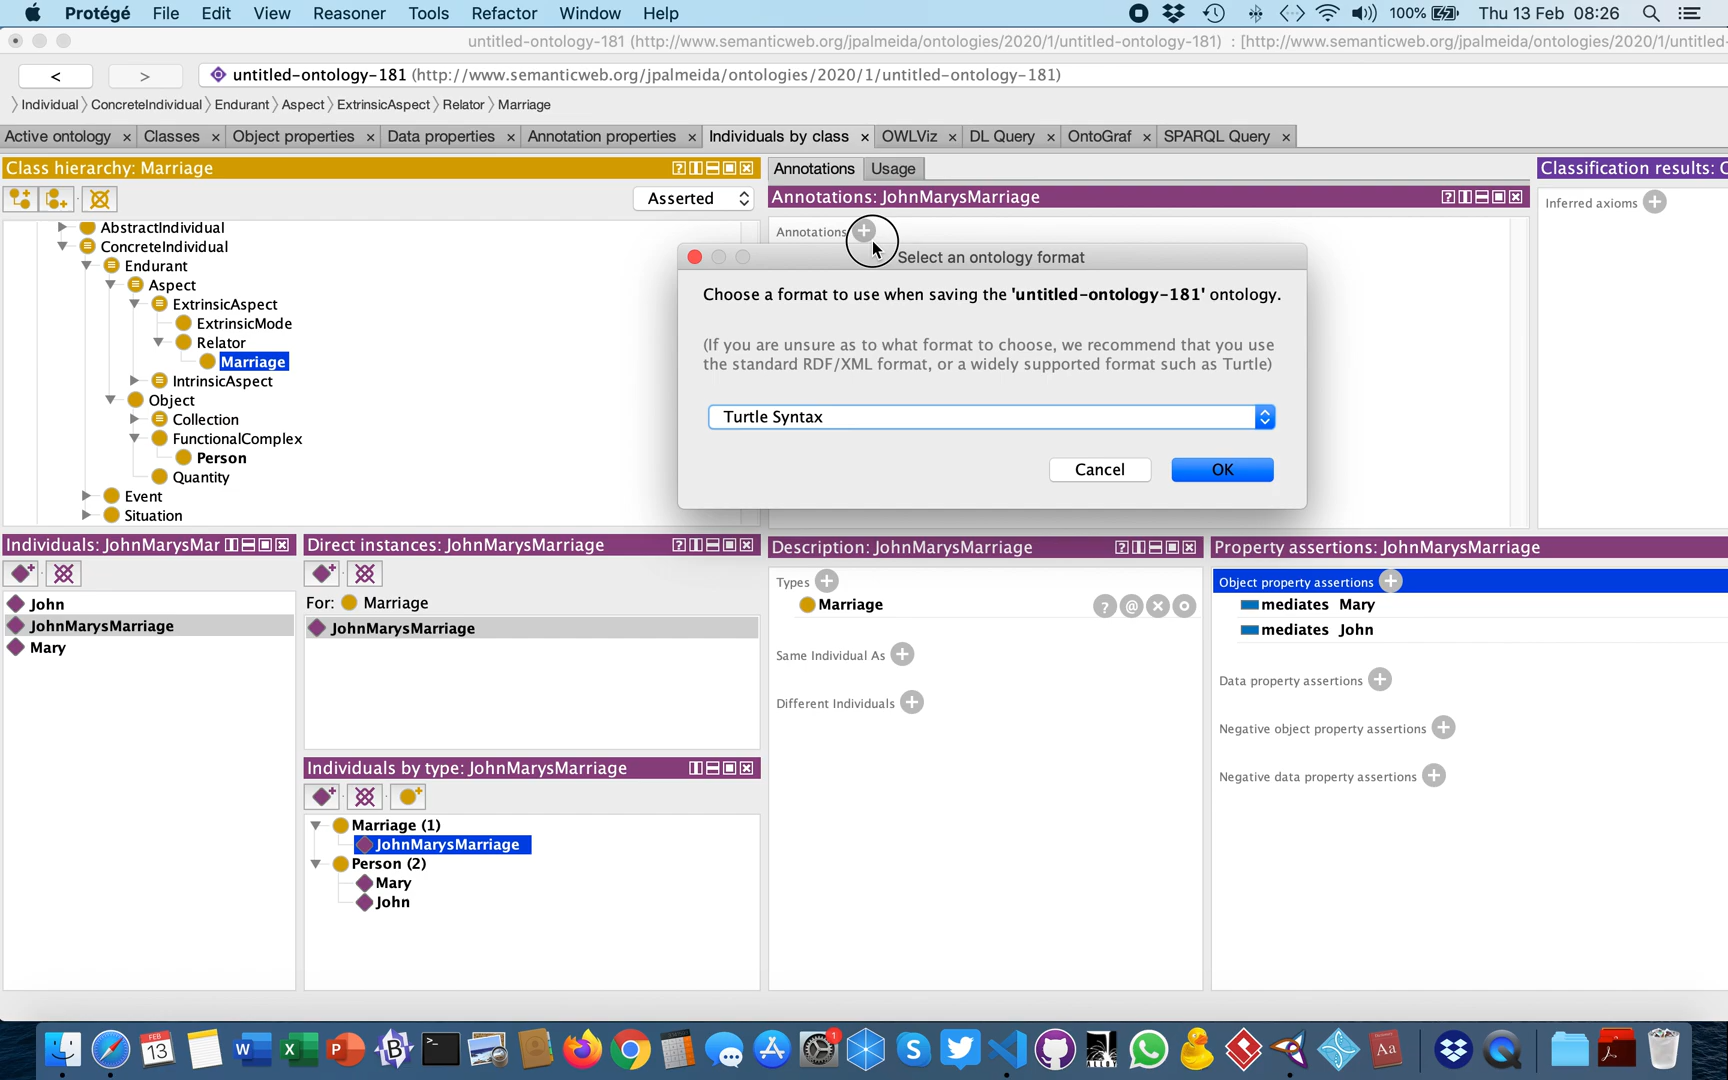 Protégé File Edit View Reasoner Tools Refactor Window Help 100% Thu 13 Feb 08:26
untitled-ontology-181 (http://www.semanticweb.org/jpalmeida/ontologies/2020/1/untitled-ontology-181) : [http://www.semanticweb.org/jpalmeida/ontologies/2020/1/untitled-
< > untitled-ontology-181 (http://www.semanticweb.org/jpalmeida/ontologies/2020/1/untitled-ontology-181)
Individual ConcreteIndividual Endurant Aspect ExtrinsicAspect Relator Marriage
Active ontology × Classes × Object properties × Data properties × Annotation properties × Individuals by class × OWLViz × DL Query × OntoGraf × SPARQL Query ×
Class hierarchy: Marriage
Asserted
AbstractIndividual
ConcreteIndividual
Endurant
Aspect
ExtrinsicAspect
ExtrinsicMode
Relator
Marriage
IntrinsicAspect
Object
Collection
FunctionalComplex
Person
Quantity
Event
Situation
Annotations Usage
Annotations: JohnMarysMarriage
Annotations
Classification results: C
Inferred axioms
Select an ontology format
Choose a format to use when saving the 'untitled-ontology-181' ontology.
(If you are unsure as to what format to choose, we recommend that you use
the standard RDF/XML format, or a widely supported format such as Turtle)
Turtle Syntax
Cancel OK
Individuals: JohnMarysMar
John
JohnMarysMarriage
Mary
Direct instances: JohnMarysMarriage
For: Marriage
JohnMarysMarriage
Individuals by type: JohnMarysMarriage
Marriage (1)
JohnMarysMarriage
Person (2)
Mary
John
Description: JohnMarysMarriage
Types
Marriage
Same Individual As
Different Individuals
Property assertions: JohnMarysMarriage
Object property assertions
mediates Mary
mediates John
Data property assertions
Negative object property assertions
Negative data property assertions
FEB
13
W X P B >_ 1 S Aa